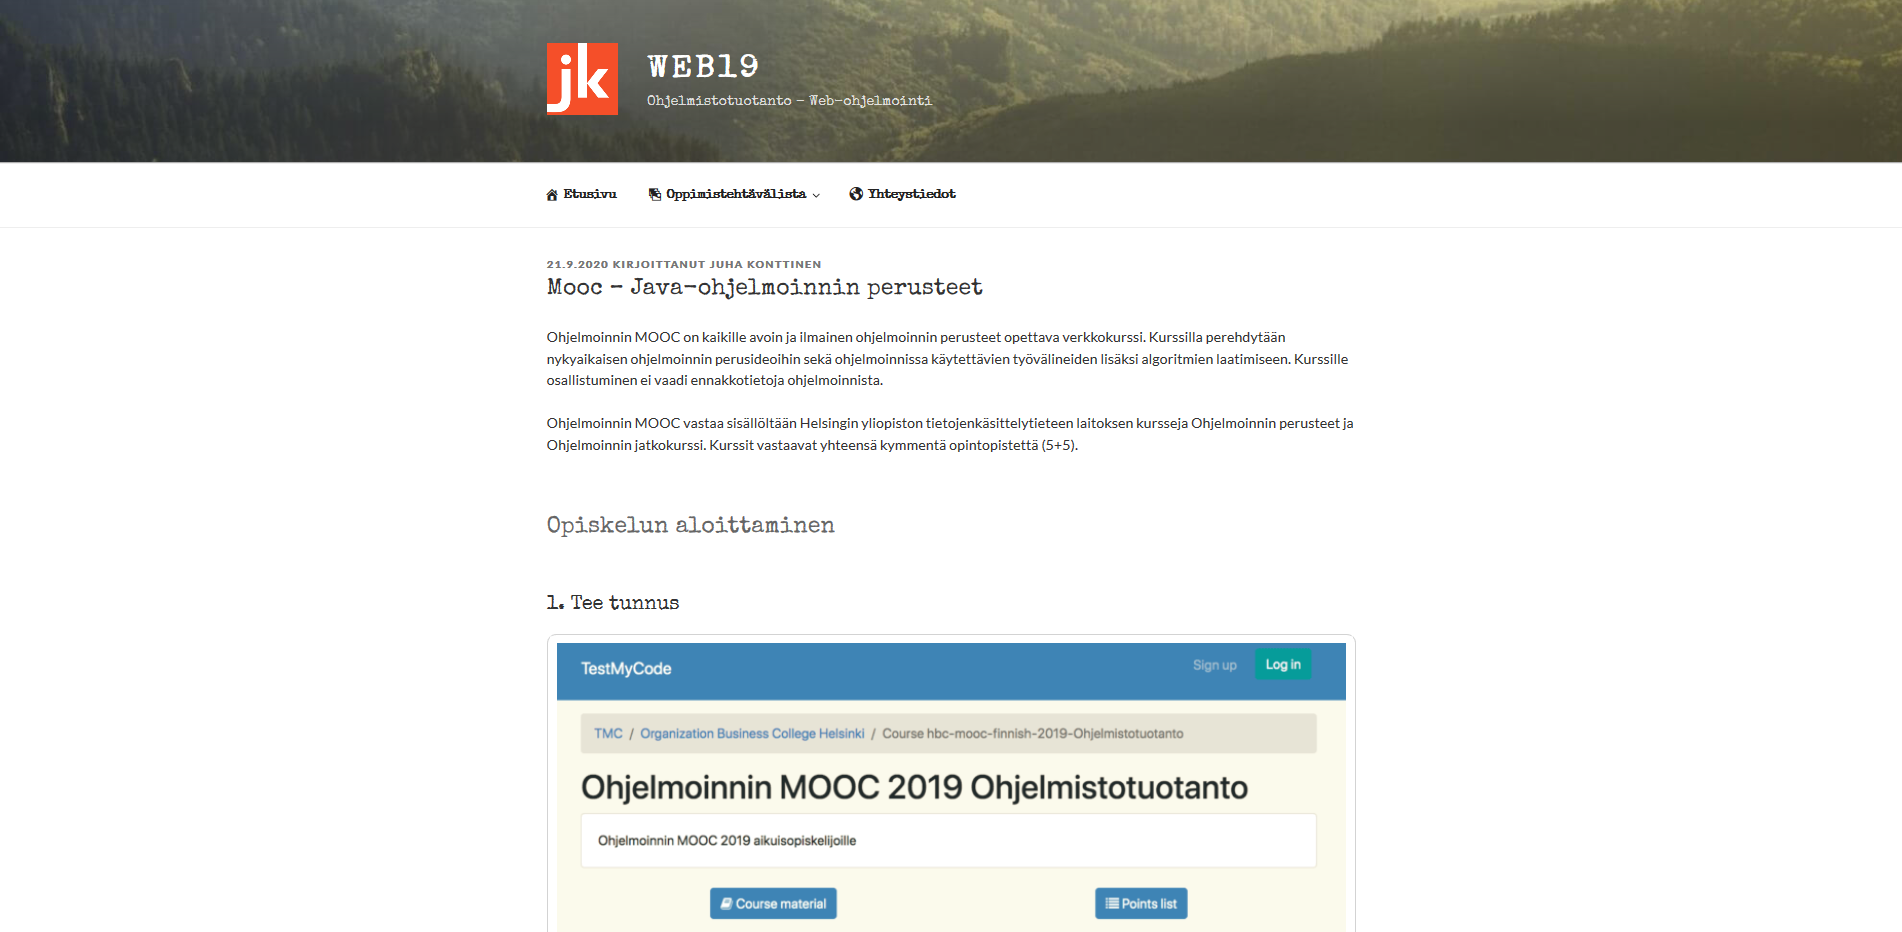 jk
WEB19
Ohjelmistotuotanto – Web-ohjelmointi
Etusivu
Oppimistehtävälista
Yhteystiedot
21.9.2020 KIRJOITTANUT JUHA KONTTINEN
Mooc – Java-ohjelmoinnin perusteet
Ohjelmoinnin MOOC on kaikille avoin ja ilmainen ohjelmoinnin perusteet opettava verkkokurssi. Kurssilla perehdytään
nykyaikaisen ohjelmoinnin perusideoihin sekä ohjelmoinnissa käytettävien työvälineiden lisäksi algoritmien laatimiseen. Kurssille
osallistuminen ei vaadi ennakkotietoja ohjelmoinnista.
Ohjelmoinnin MOOC vastaa sisällöltään Helsingin yliopiston tietojenkäsittelytieteen laitoksen kursseja Ohjelmoinnin perusteet ja
Ohjelmoinnin jatkokurssi. Kurssit vastaavat yhteensä kymmentä opintopistettä (5+5).
Opiskelun aloittaminen
1. Tee tunnus
TestMyCode
Sign up
Log in
TMC / Organization Business College Helsinki / Course hbc-mooc-finnish-2019-Ohjelmistotuotanto
Ohjelmoinnin MOOC 2019 Ohjelmistotuotanto
Ohjelmoinnin MOOC 2019 aikuisopiskelijoille
Course material
Points list